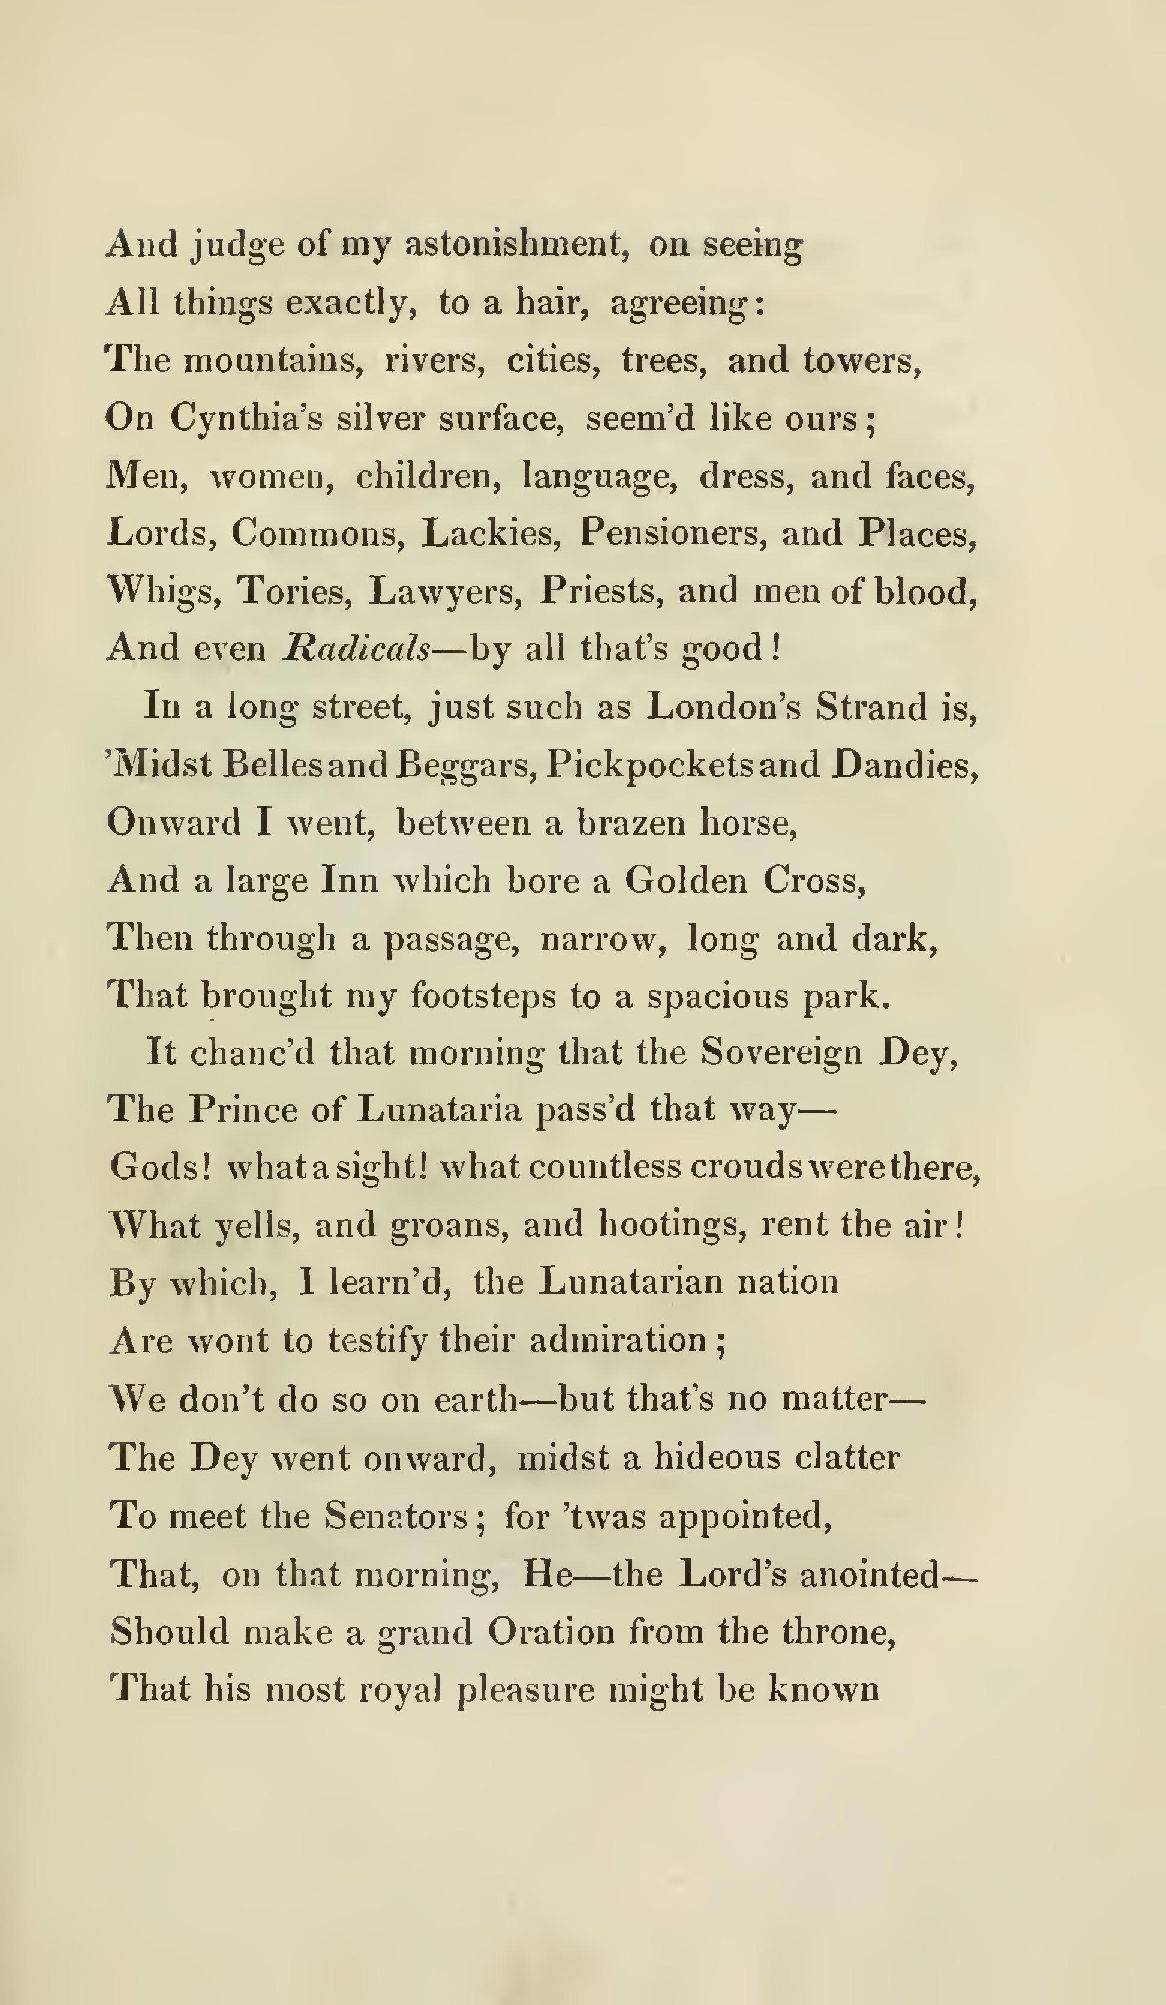 And judge of my astonishment, on seeing
All things exactly, to a hair, agreeing:
The mountains, rivers, cities, trees, and towers,
On Cynthia's silver surface, seem'd like ours;
Men, women, children, language, dress, and faces,
Lords, Commons, Lackies, Pensioners, and Places,
Whigs, Tories, Lawyers, Priests, and men of blood,
And even Radicals—by all that's good!
In a long street, just such as London's Strand is,
'Midst Belles and Beggars, Pickpockets and Dandies,
Onward I went, between a brazen horse,
And a large Inn which bore a Golden Cross,
Then through a passage, narrow, long and dark,
That brought my footsteps to a spacious park.
It chanc'd that morning that the Sovereign Dey,
The Prince of Lunataria pass'd that way—
Gods! what a sight! what countless crouds were there,
What yells, and groans, and hootings, rent the air!
By which, I learn'd, the Lunatarian nation
Are wont to testify their admiration;
We don't do so on earth—but that's no matter—
The Dey went onward, midst a hideous clatter
To meet the Senators; for 'twas appointed,
That, on that morning, He—the Lord's anointed—
Should make a grand Oration from the throne,
That his most royal pleasure might be known